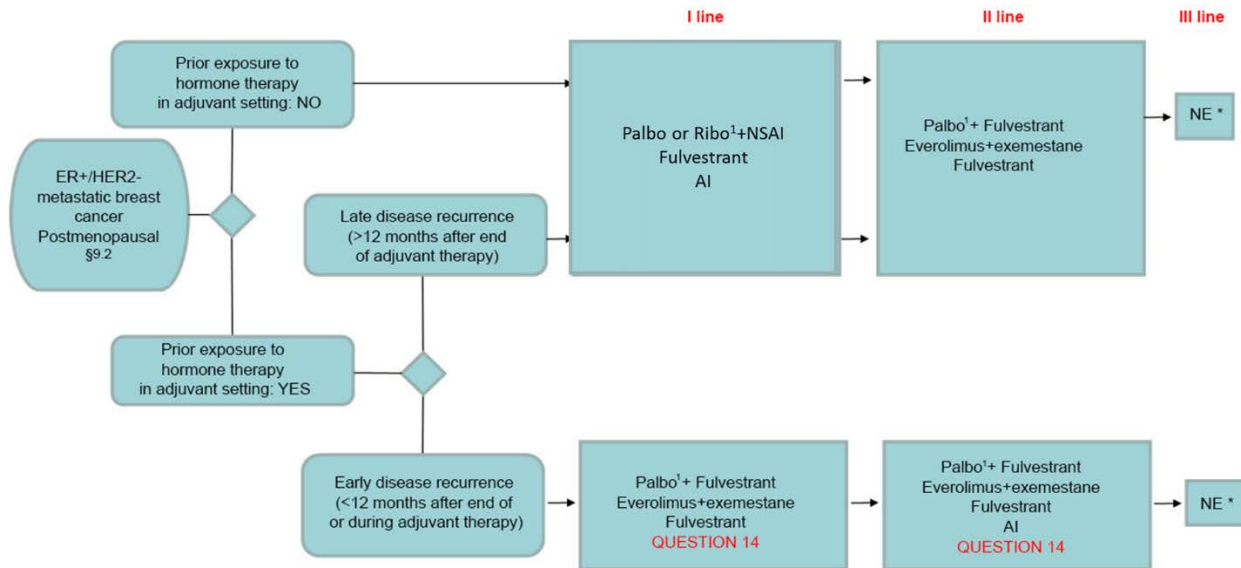 I line
II line
III line
Prior exposure to
hormone therapy
in adjuvant setting: NO
Palbo or Ribo¹+NSAI
Fulvestrant
AI
Palbo¹+ Fulvestrant
Everolimus+exemestane
Fulvestrant
NE *
ER+/HER2-
metastatic breast
cancer
Postmenopausal
§9.2
Late disease recurrence
(>12 months after end
of adjuvant therapy)
Prior exposure to
hormone therapy
in adjuvant setting: YES
Early disease recurrence
(<12 months after end of
or during adjuvant therapy)
Palbo¹+ Fulvestrant
Everolimus+exemestane
Fulvestrant
QUESTION 14
Palbo¹+ Fulvestrant
Everolimus+exemestane
Fulvestrant
AI
QUESTION 14
NE *